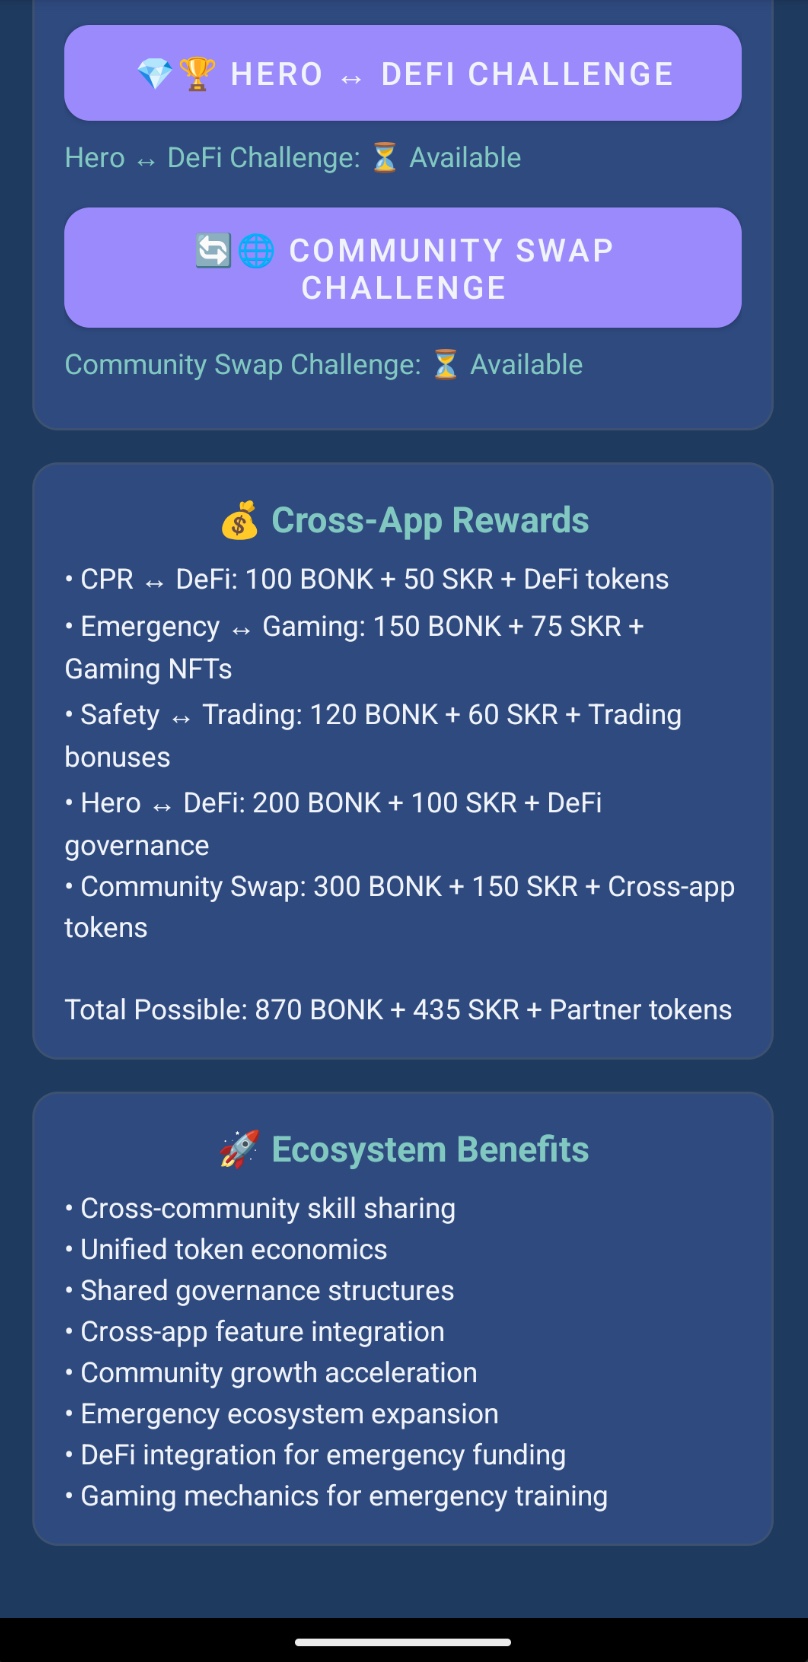 💎🏆 HERO ↔ DEFI CHALLENGE
Hero ↔ DeFi Challenge: ⏳ Available
🔄🌐 COMMUNITY SWAP
CHALLENGE
Community Swap Challenge: ⏳ Available
💰 Cross-App Rewards
• CPR ↔ DeFi: 100 BONK + 50 SKR + DeFi tokens
• Emergency ↔ Gaming: 150 BONK + 75 SKR +
Gaming NFTs
• Safety ↔ Trading: 120 BONK + 60 SKR + Trading
bonuses
• Hero ↔ DeFi: 200 BONK + 100 SKR + DeFi
governance
• Community Swap: 300 BONK + 150 SKR + Cross-app
tokens
Total Possible: 870 BONK + 435 SKR + Partner tokens
🚀 Ecosystem Benefits
• Cross-community skill sharing
• Unified token economics
• Shared governance structures
• Cross-app feature integration
• Community growth acceleration
• Emergency ecosystem expansion
• DeFi integration for emergency funding
• Gaming mechanics for emergency training